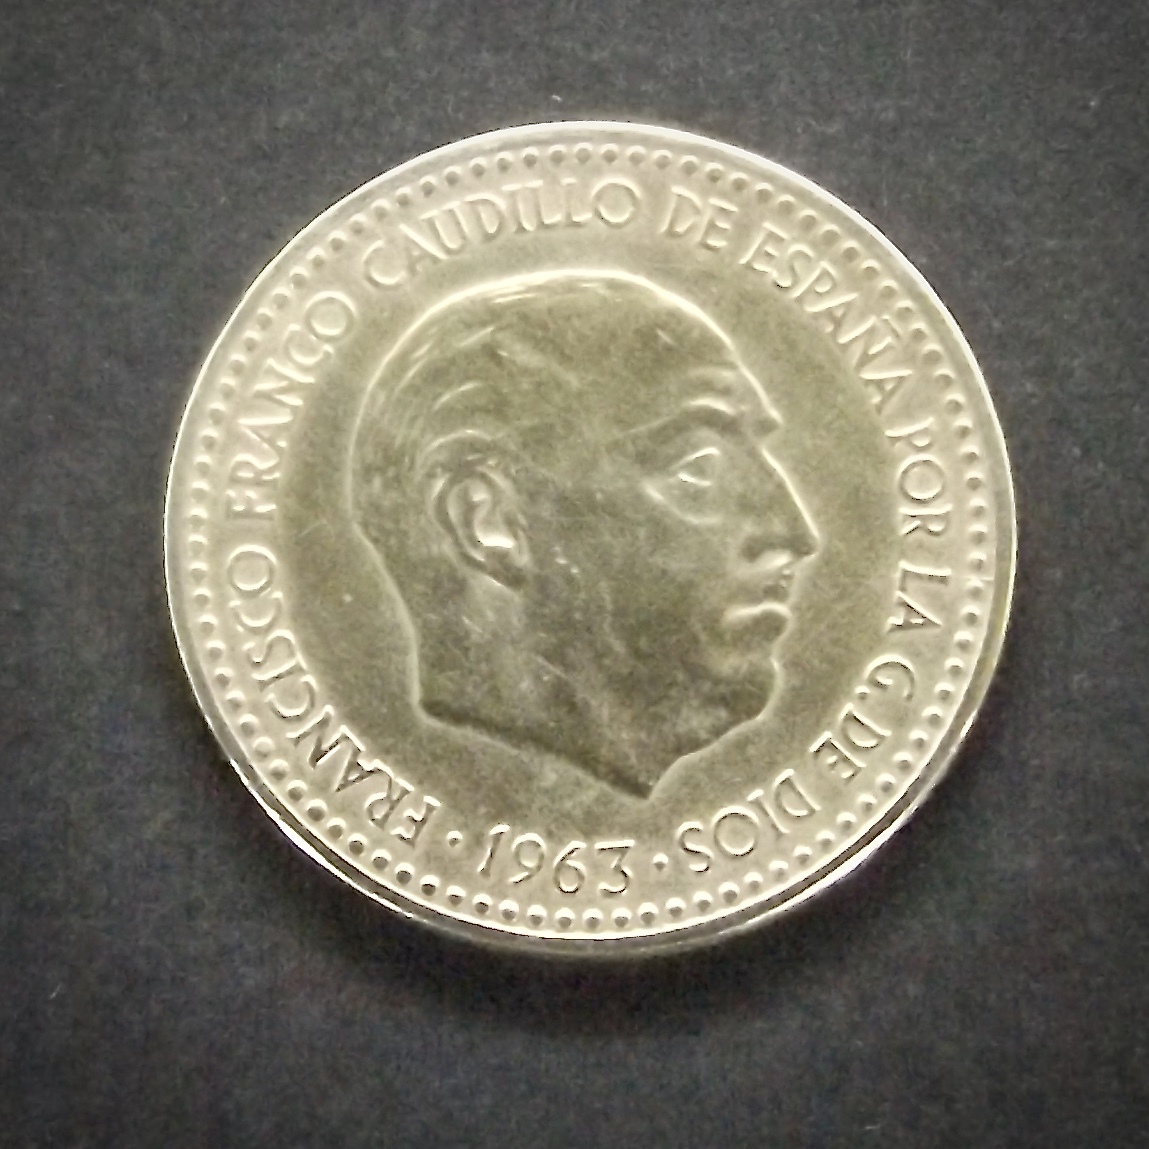 FRANCISCO FRANCO CAUDILLO DE ESPAÑA POR LA G. DE DIOS
· 1963 ·